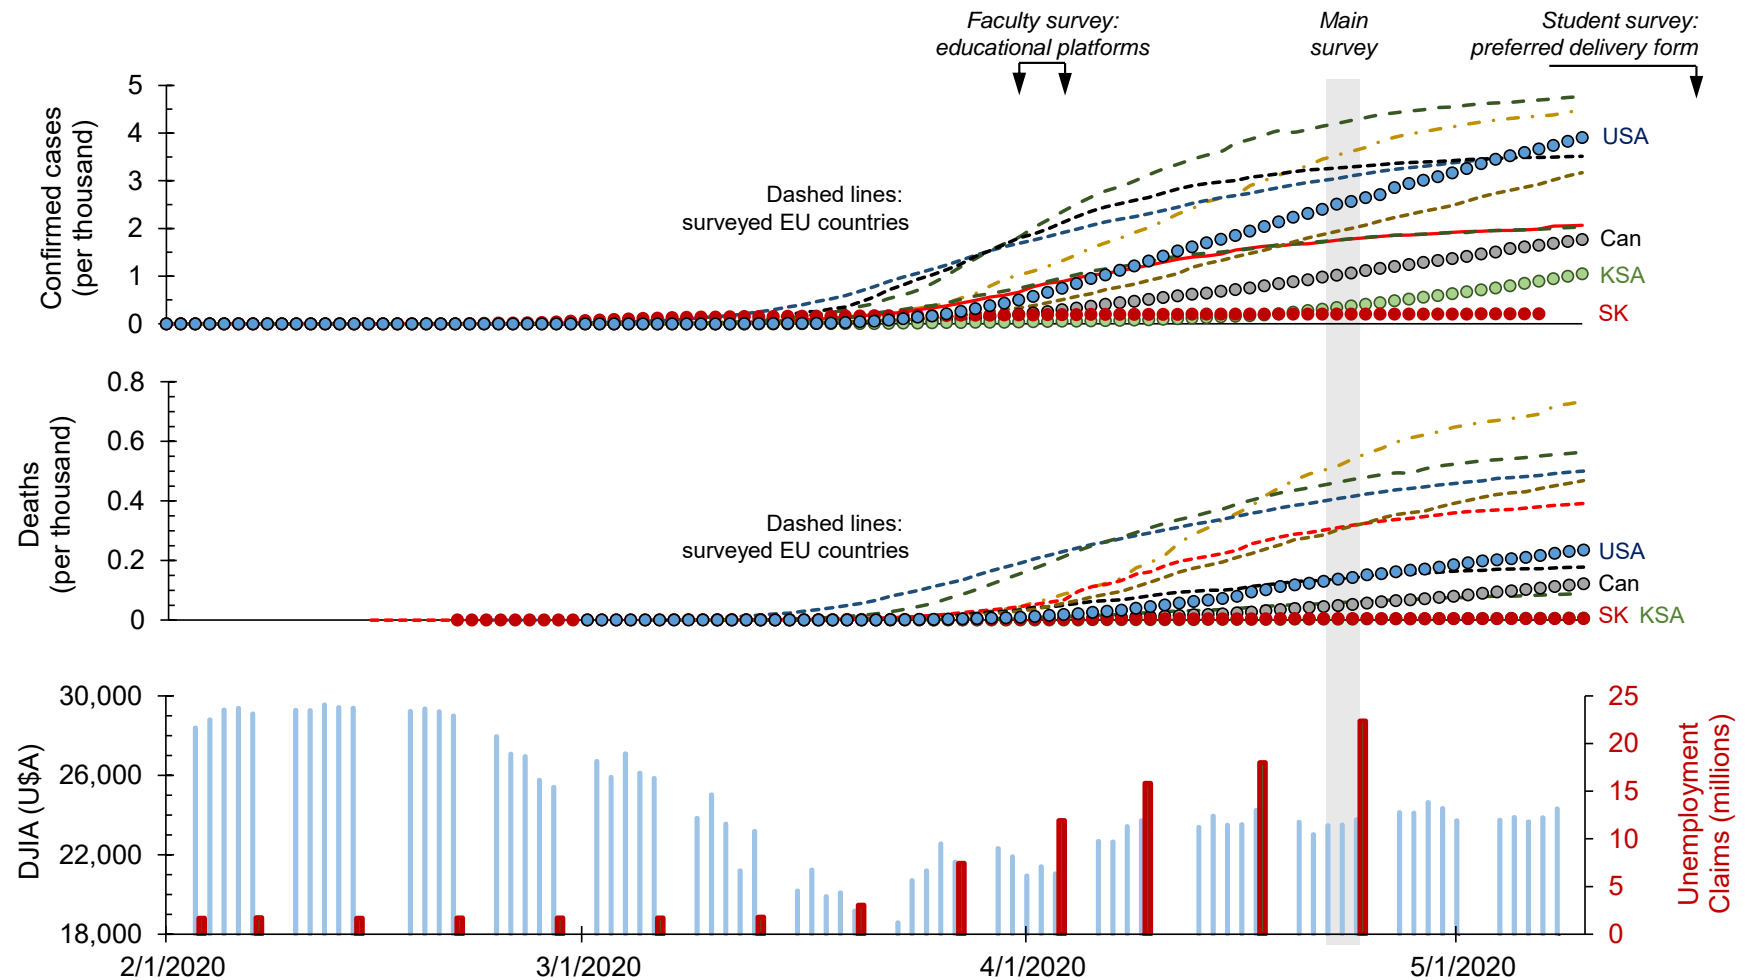 Faculty survey:
educational platforms
Main
survey
Student survey:
preferred delivery form
Confirmed cases
(per thousand)
5
4
3
2
1
0
Dashed lines:
surveyed EU countries
USA
Can
KSA
SK
Deaths
(per thousand)
0.8
0.6
0.4
0.2
0
Dashed lines:
surveyed EU countries
USA
Can
SK KSA
DJIA (U$A)
30,000
26,000
22,000
18,000
25
20
15
10
5
0
Unemployment
Claims (millions)
2/1/2020
3/1/2020
4/1/2020
5/1/2020